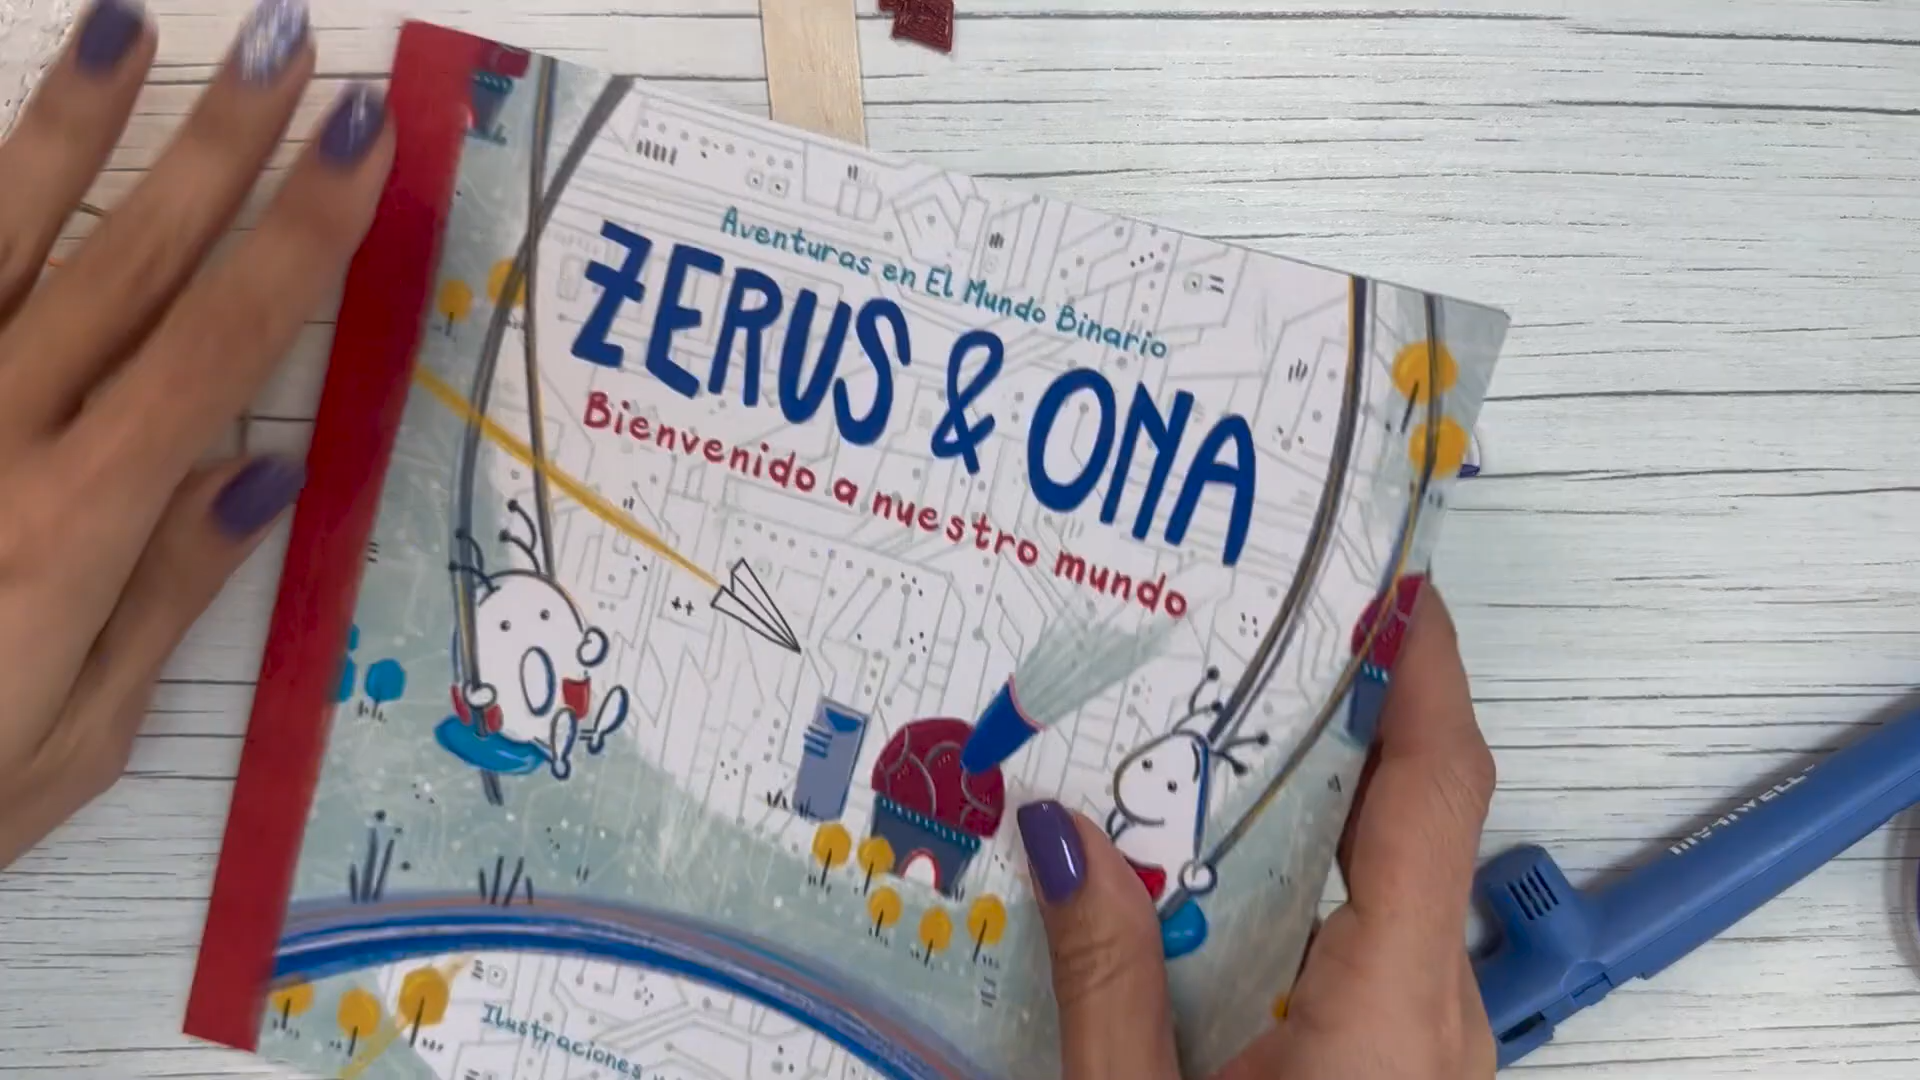 Aventuras en El Mundo Binario
ZERUS & ONA
Bienvenido a nuestro mundo
Ilustraciones